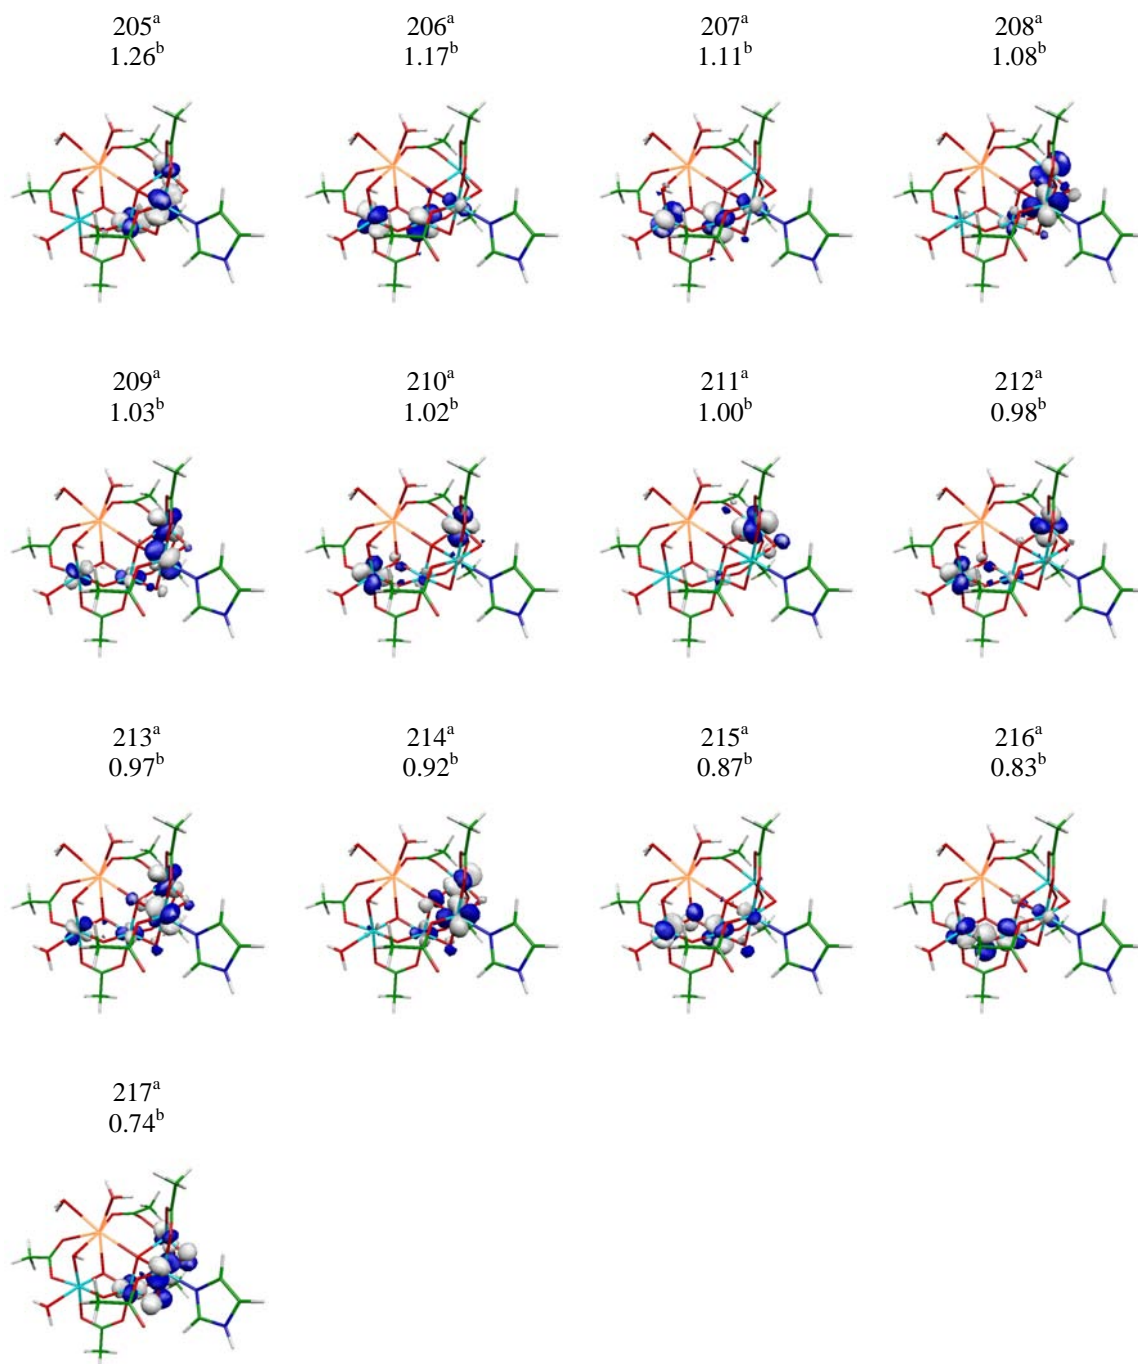 205ᵃ 206ᵃ 207ᵃ 208ᵃ
1.26ᵇ 1.17ᵇ 1.11ᵇ 1.08ᵇ
209ᵃ 210ᵃ 211ᵃ 212ᵃ
1.03ᵇ 1.02ᵇ 1.00ᵇ 0.98ᵇ
213ᵃ 214ᵃ 215ᵃ 216ᵃ
0.97ᵇ 0.92ᵇ 0.87ᵇ 0.83ᵇ
217ᵃ
0.74ᵇ